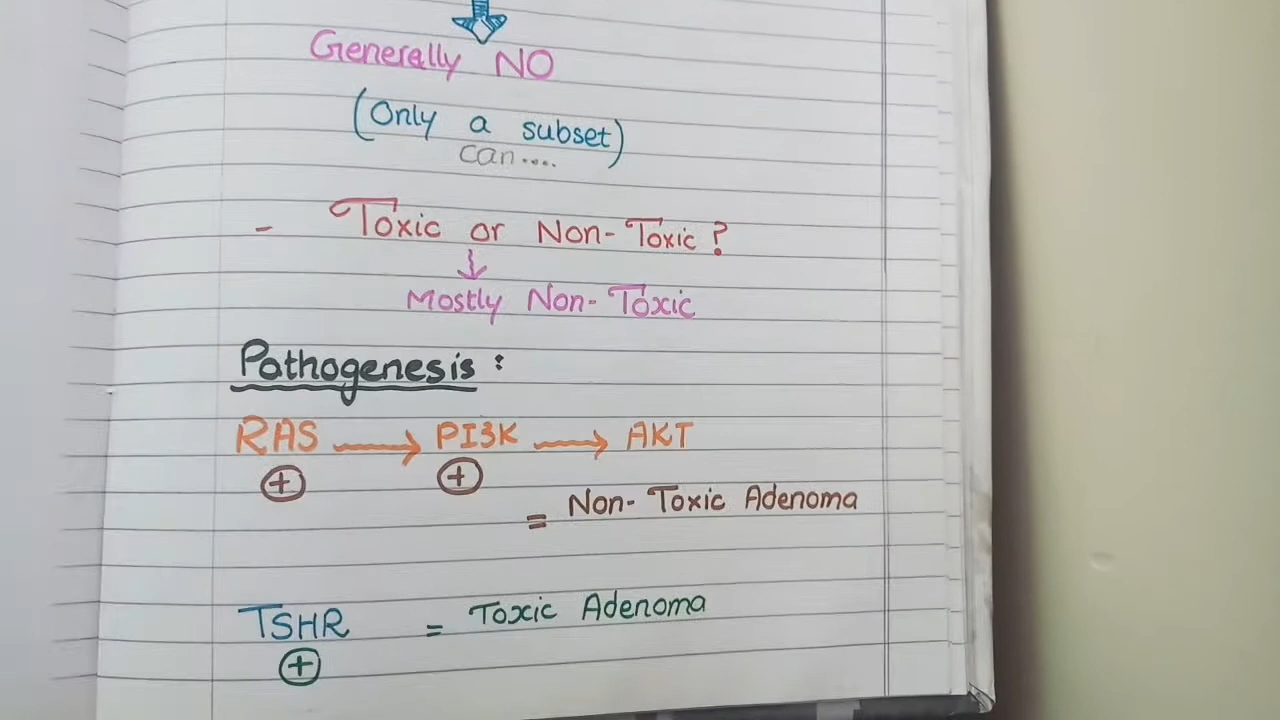 Generally NO
(Only a subset)
can....
- Toxic or Non-Toxic ?
Mostly Non-Toxic
Pathogenesis :
RAS → PI3K → AKT
+ +
= Non-Toxic Adenoma
TSHR = Toxic Adenoma
+